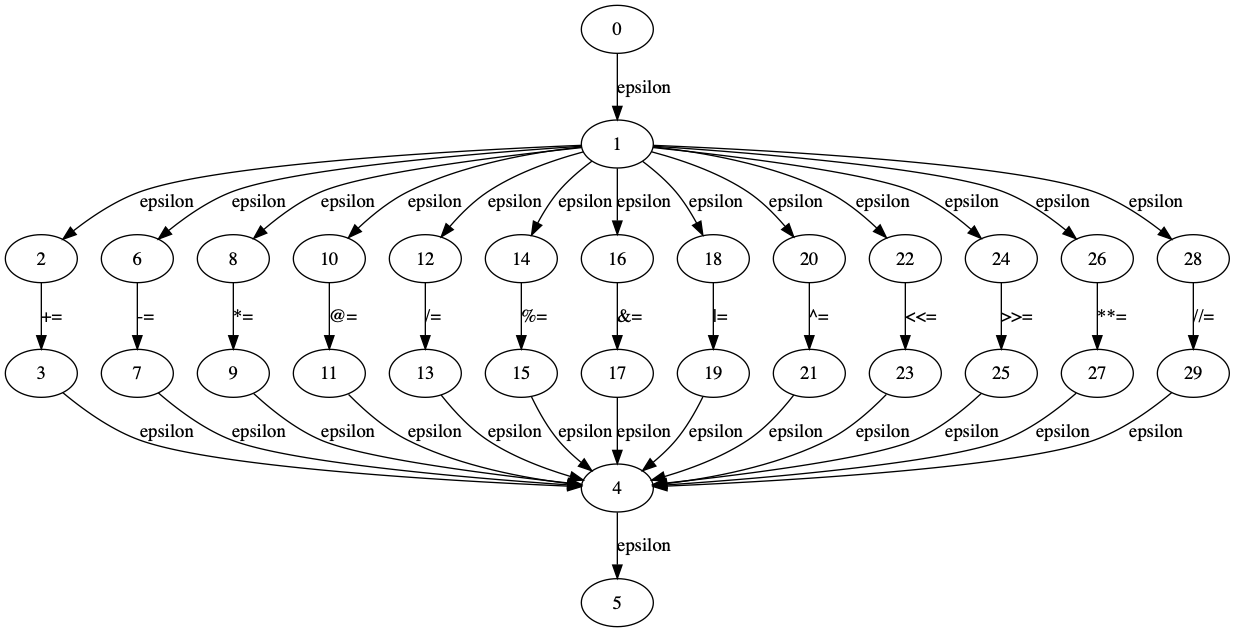 0
epsilon
1
epsilon epsilon epsilon epsilon epsilon epsilon epsilon epsilon epsilon epsilon epsilon epsilon epsilon
2 6 8 10 12 14 16 18 20 22 24 26 28
+= -= *= @= /= %= &= |= ^= <<= >>= **= //=
3 7 9 11 13 15 17 19 21 23 25 27 29
epsilon epsilon epsilon epsilon epsilon epsilon epsilon epsilon epsilon epsilon epsilon epsilon epsilon
4
epsilon
5